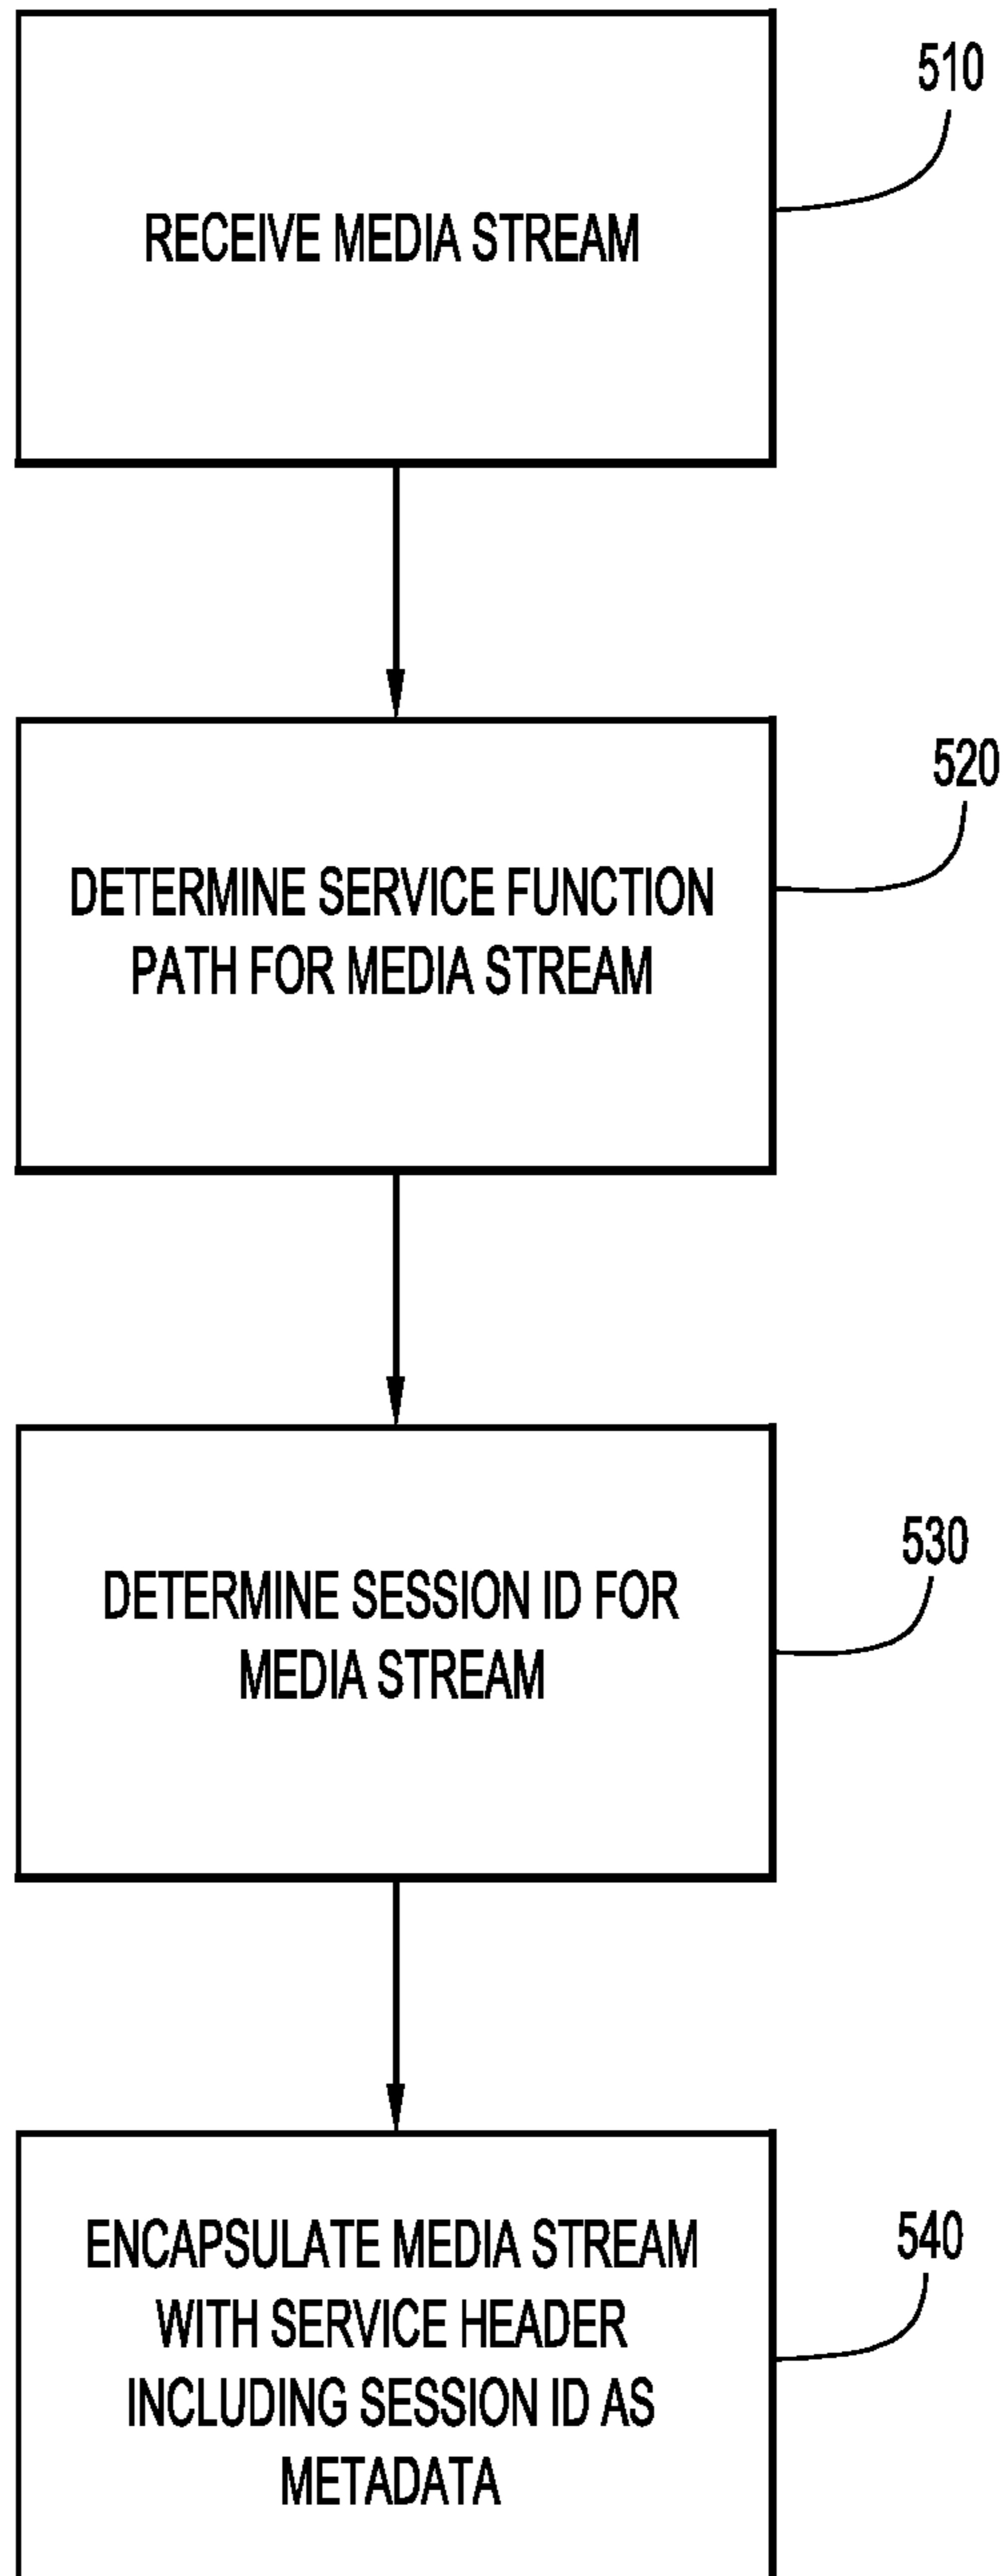 510
RECEIVE MEDIA STREAM
520
DETERMINE SERVICE FUNCTION
PATH FOR MEDIA STREAM
530
DETERMINE SESSION ID FOR
MEDIA STREAM
540
ENCAPSULATE MEDIA STREAM
WITH SERVICE HEADER
INCLUDING SESSION ID AS
METADATA